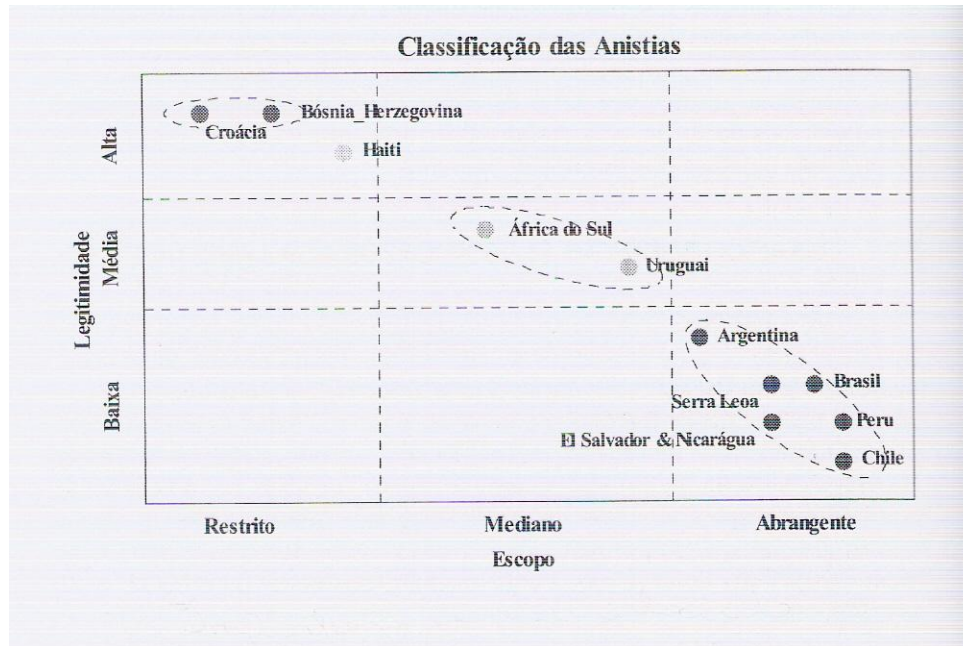 Classificação das Anistias
Legitimidade
Alta
Média
Baixa
Bósnia_Herzegovina
Croácia
Haiti
África do Sul
Uruguai
Argentina
Brasil
Serra Leoa
Peru
El Salvador & Nicarágua
Chile
Restrito
Mediano
Abrangente
Escopo